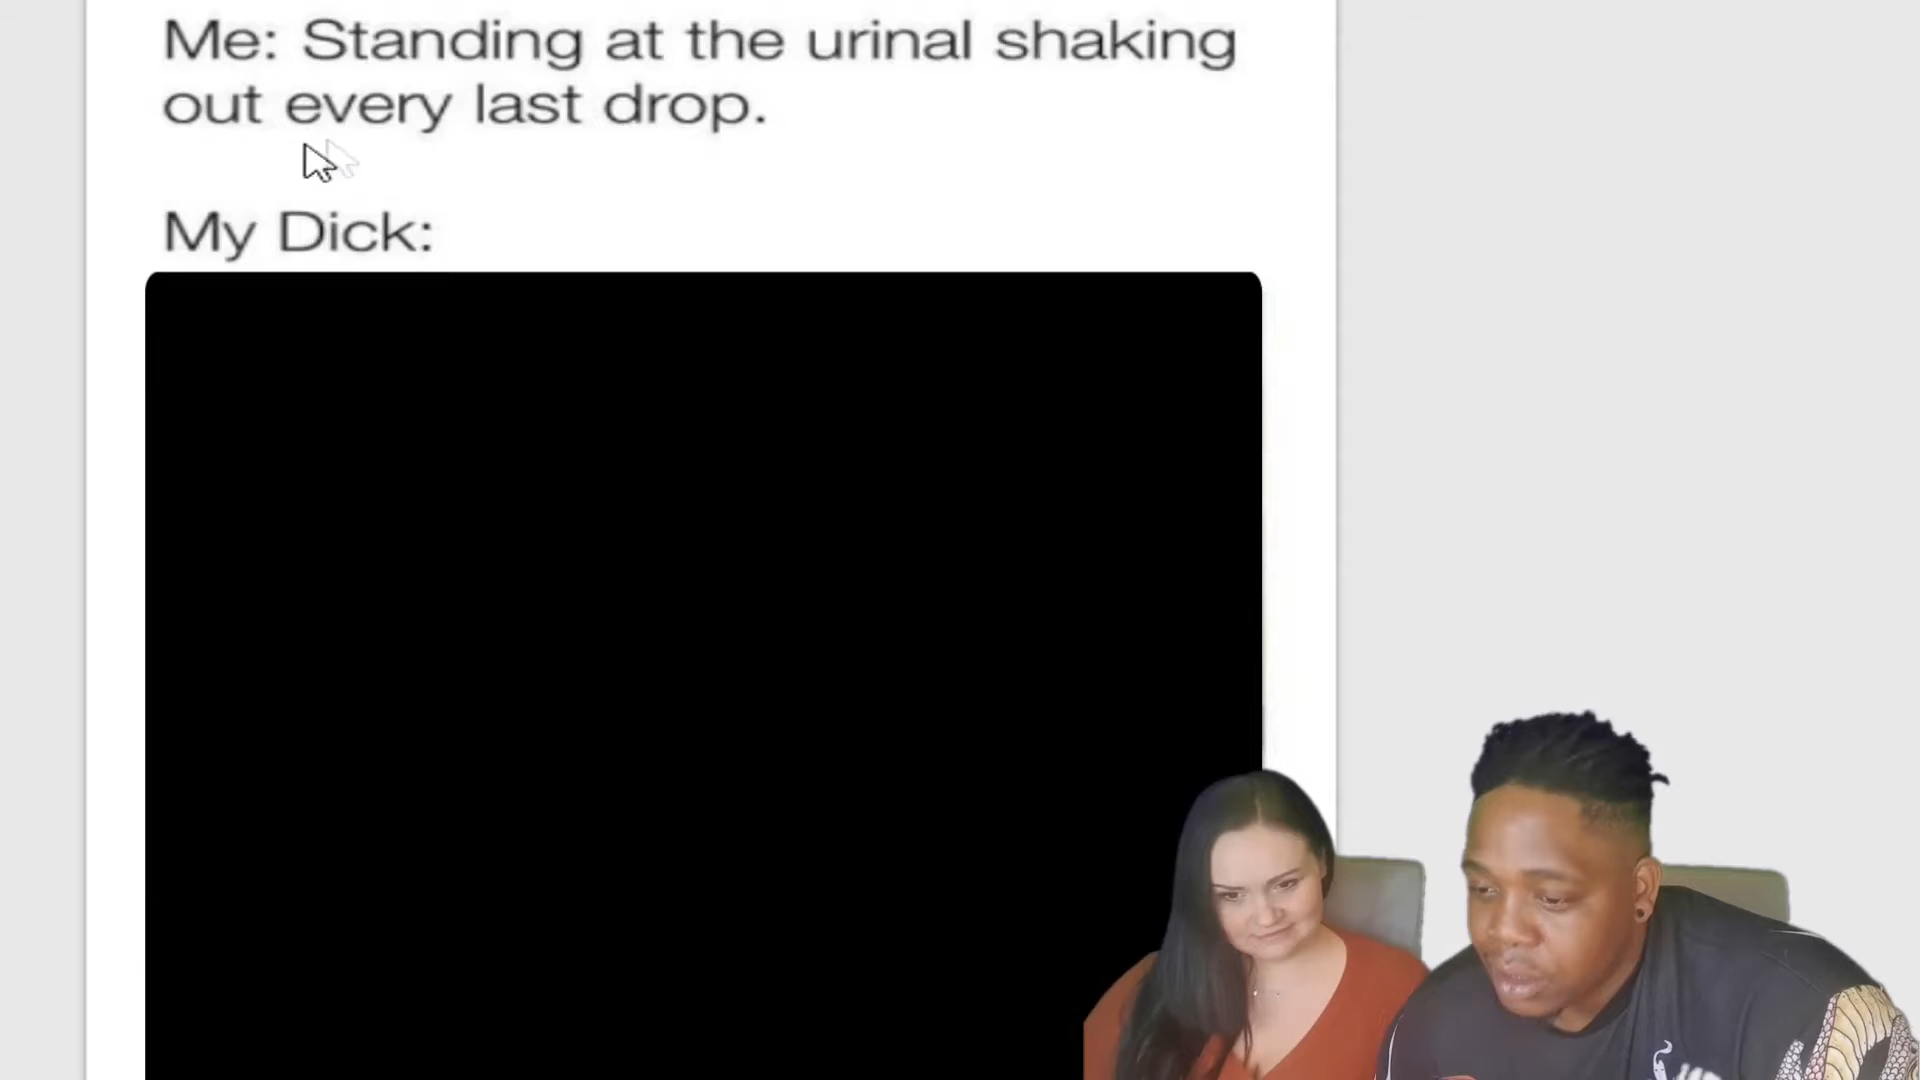 Me: Standing at the urinal shaking
out every last drop.
My Dick: